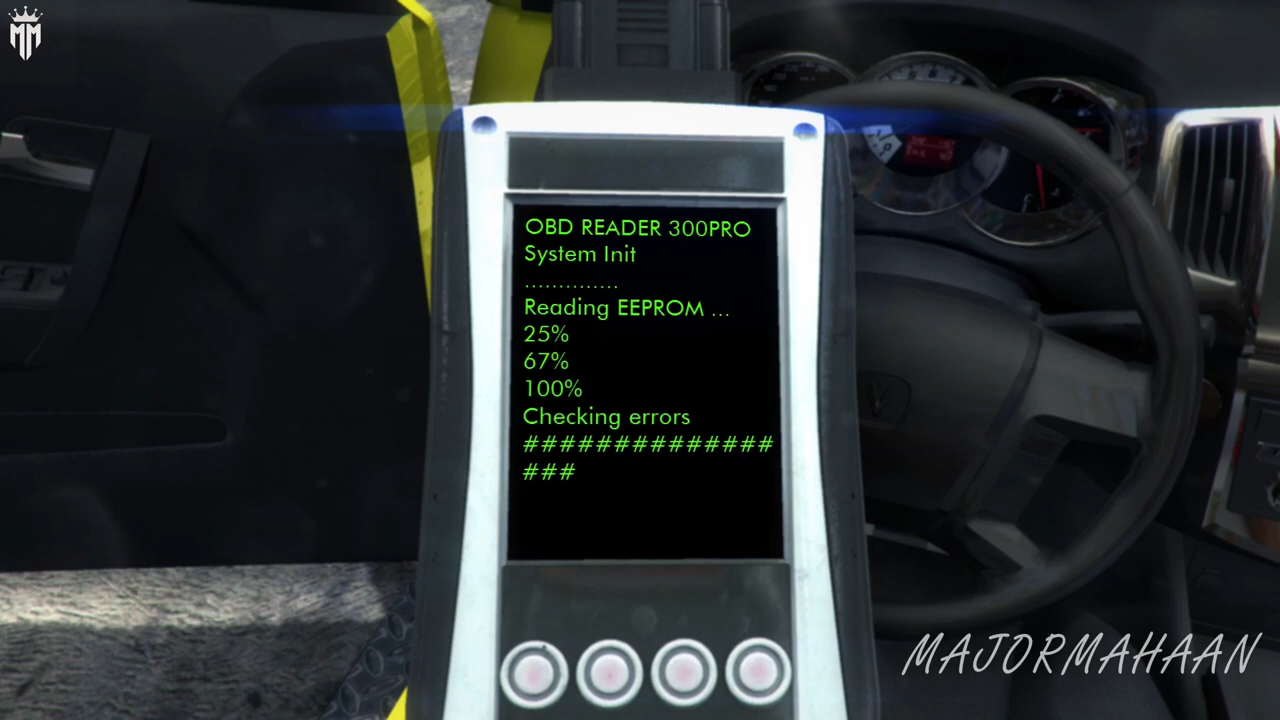 OBD READER 300PRO
System Init
..............
Reading EEPROM ...
25%
67%
100%
Checking errors
##############
###
MAJORMAHAAN